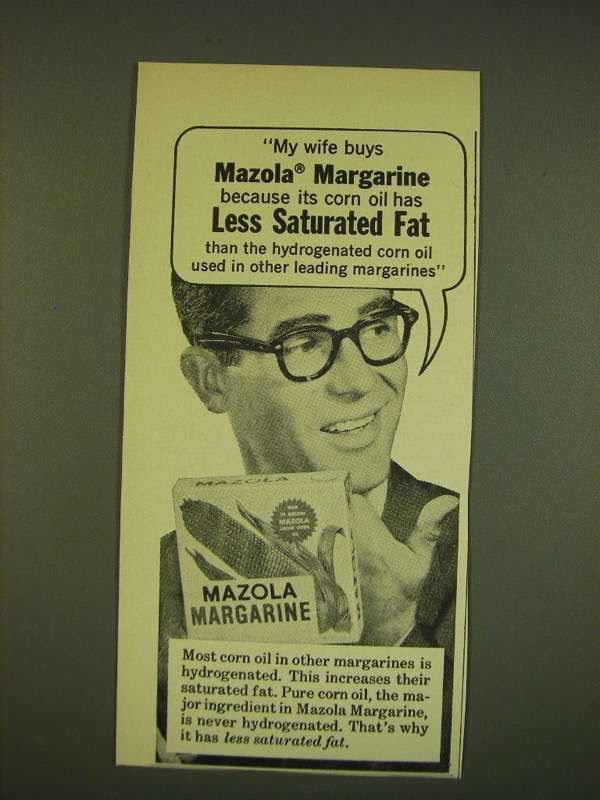 "My wife buys
Mazola® Margarine
because its corn oil has
Less Saturated Fat
than the hydrogenated corn oil
used in other leading margarines"
MAZOLA
MAZOLA
MAZOLA
MARGARINE
Most corn oil in other margarines is
hydrogenated. This increases their
saturated fat. Pure corn oil, the ma-
jor ingredient in Mazola Margarine,
is never hydrogenated. That's why
it has less saturated fat.